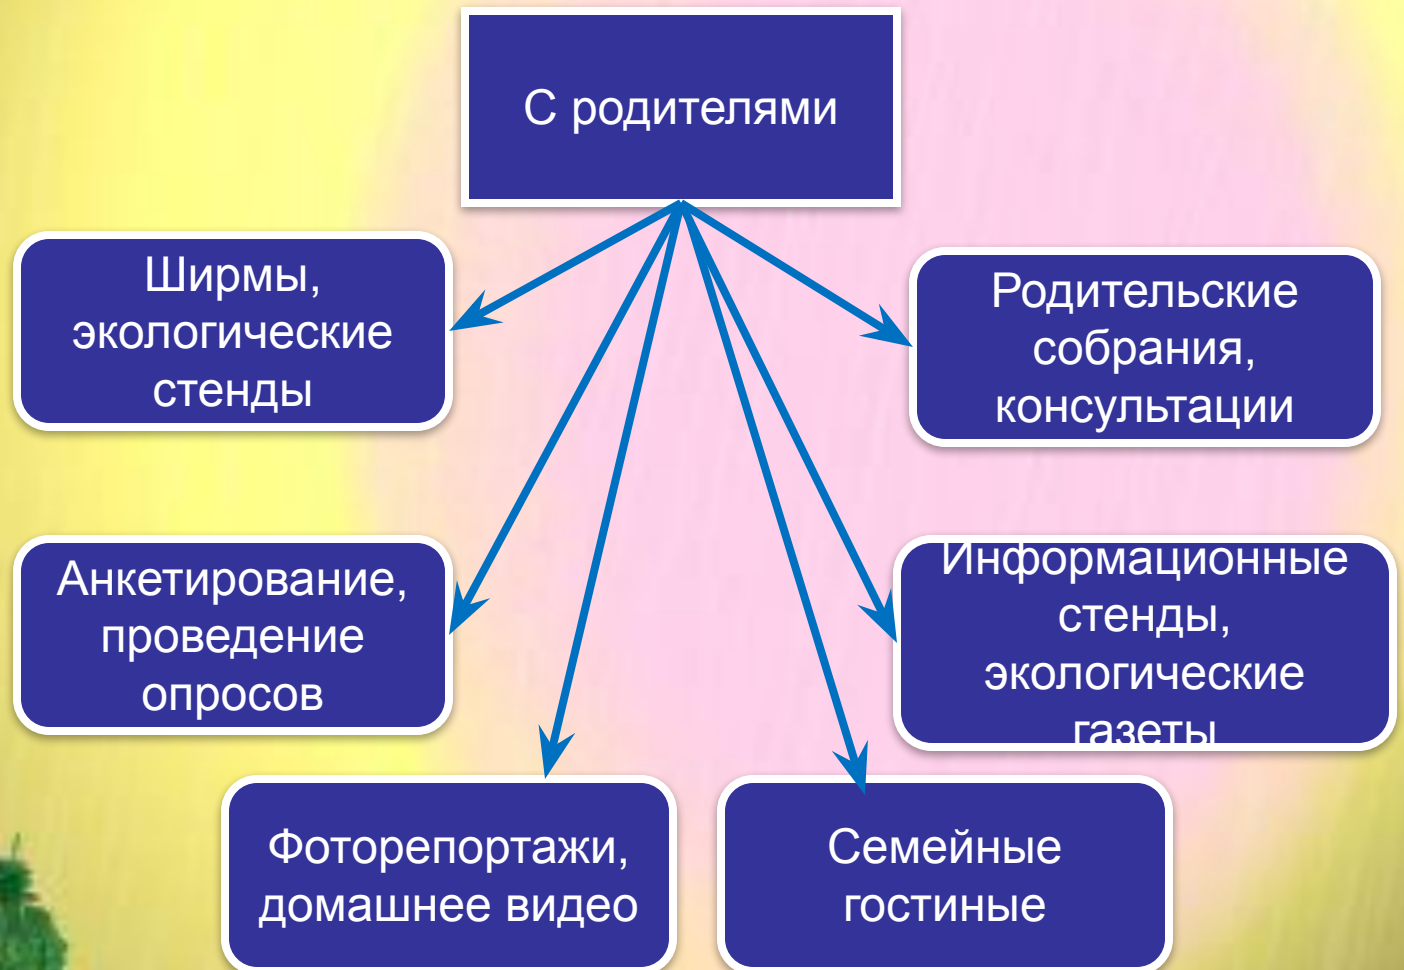 С родителями
Ширмы,
экологические
стенды
Родительские
собрания,
консультации
Анкетирование,
проведение
опросов
Информационные
стенды,
экологические
газеты
Фоторепортажи,
домашнее видео
Семейные
гостиные